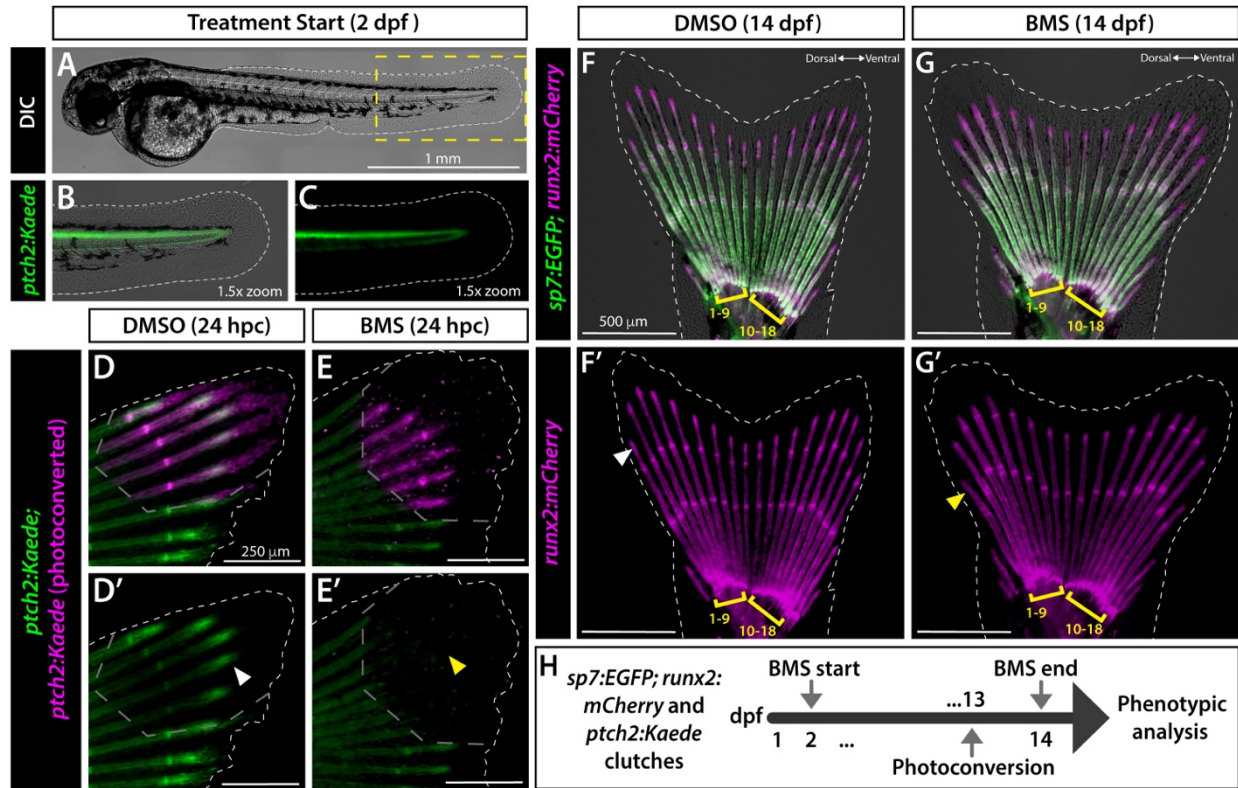 Treatment Start (2 dpf)
DIC
A
1 mm
ptch2:Kaede
B
1.5x zoom
C
1.5x zoom
DMSO (24 hpc)
BMS (24 hpc)
ptch2:Kaede;
ptch2:Kaede (photoconverted)
D
250 µm
E
D'
E'
DMSO (14 dpf)
BMS (14 dpf)
sp7:EGFP; runx2:mCherry
F
Dorsal Ventral
500 µm
1-9
10-18
G
Dorsal Ventral
1-9
10-18
runx2:mCherry
F'
1-9
10-18
G'
1-9
10-18
H
sp7:EGFP; runx2:
mCherry and
ptch2:Kaede
clutches
BMS start
BMS end
...13
dpf
1 2 ... 14
Photoconversion
Phenotypic
analysis